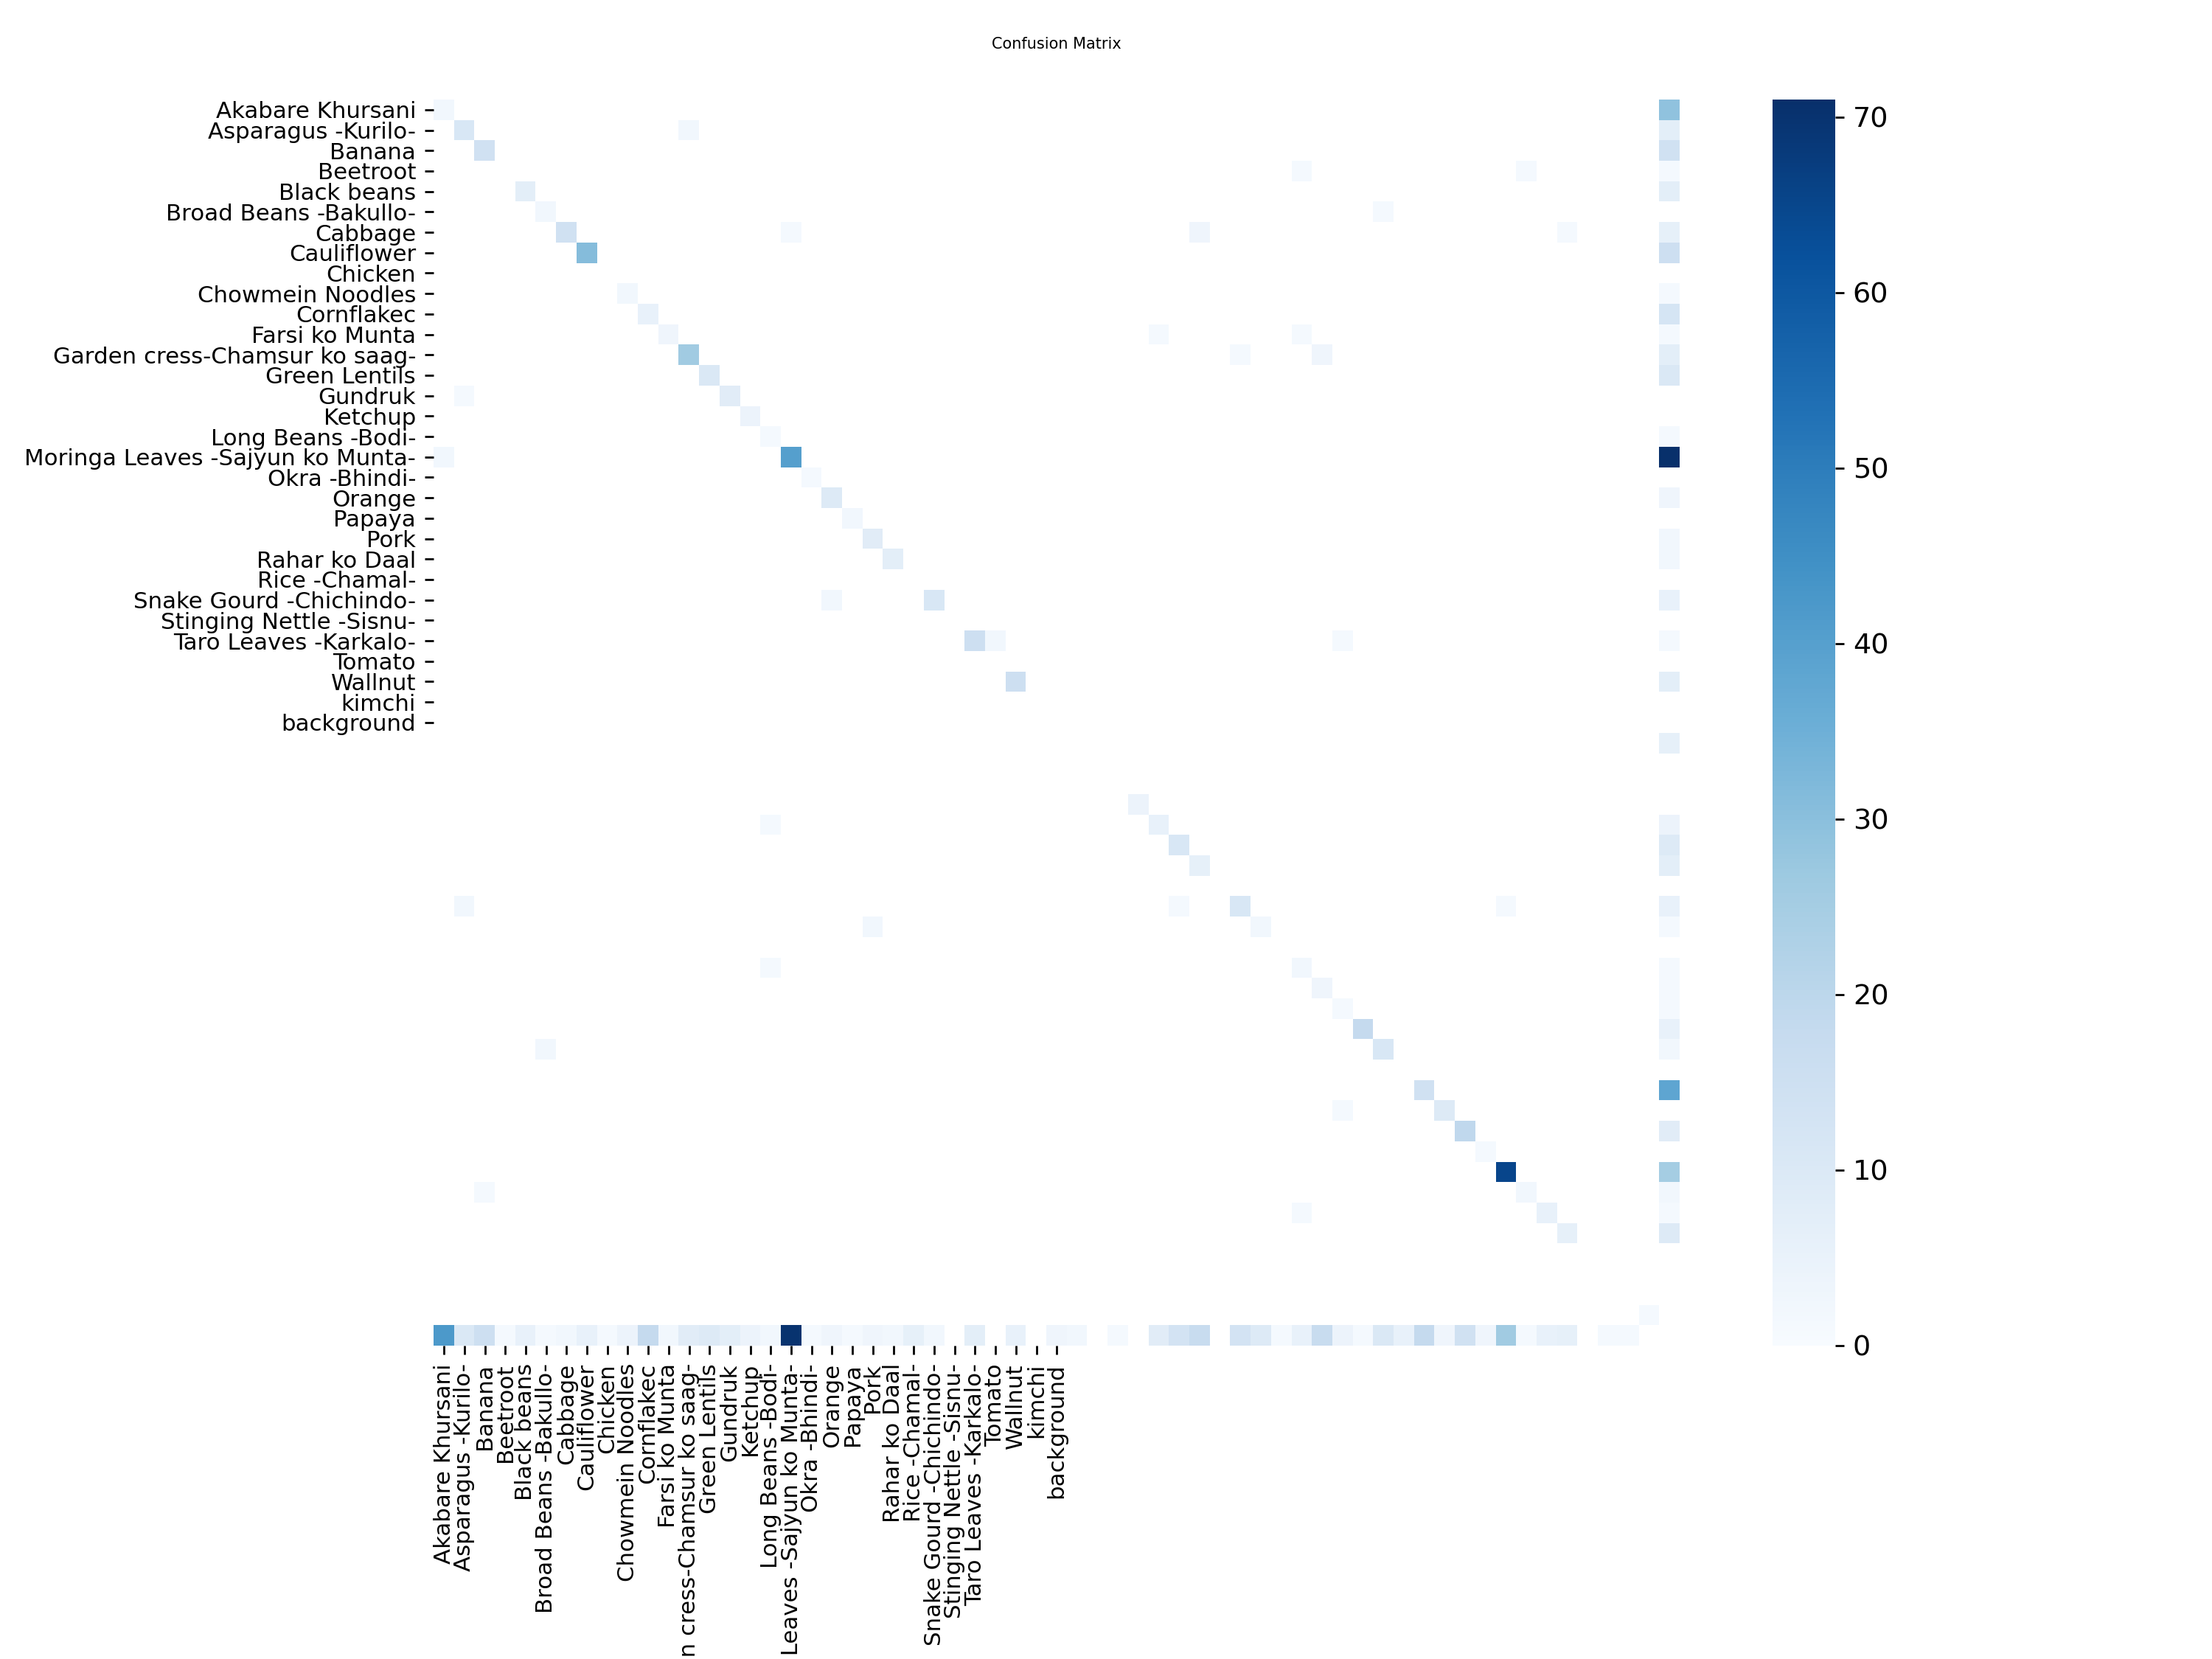 Confusion Matrix
Akabare Khursani
Asparagus -Kurilo-
Banana
Beetroot
Black beans
Broad Beans -Bakullo-
Cabbage
Cauliflower
Chicken
Chowmein Noodles
Cornflakec
Farsi ko Munta
Garden cress-Chamsur ko saag-
Green Lentils
Gundruk
Ketchup
Long Beans -Bodi-
Moringa Leaves -Sajyun ko Munta-
Okra -Bhindi-
Orange
Papaya
Pork
Rahar ko Daal
Rice -Chamal-
Snake Gourd -Chichindo-
Stinging Nettle -Sisnu-
Taro Leaves -Karkalo-
Tomato
Wallnut
kimchi
background
70
60
50
40
30
20
10
0
Akabare Khursani
Asparagus -Kurilo-
Banana
Beetroot
Black beans
Broad Beans -Bakullo-
Cabbage
Cauliflower
Chicken
Chowmein Noodles
Cornflakec
Farsi ko Munta
n cress-Chamsur ko saag-
Green Lentils
Gundruk
Ketchup
Long Beans -Bodi-
Leaves -Sajyun ko Munta-
Okra -Bhindi-
Orange
Papaya
Pork
Rahar ko Daal
Rice -Chamal-
Snake Gourd -Chichindo-
Stinging Nettle -Sisnu-
Taro Leaves -Karkalo-
Tomato
Wallnut
kimchi
background